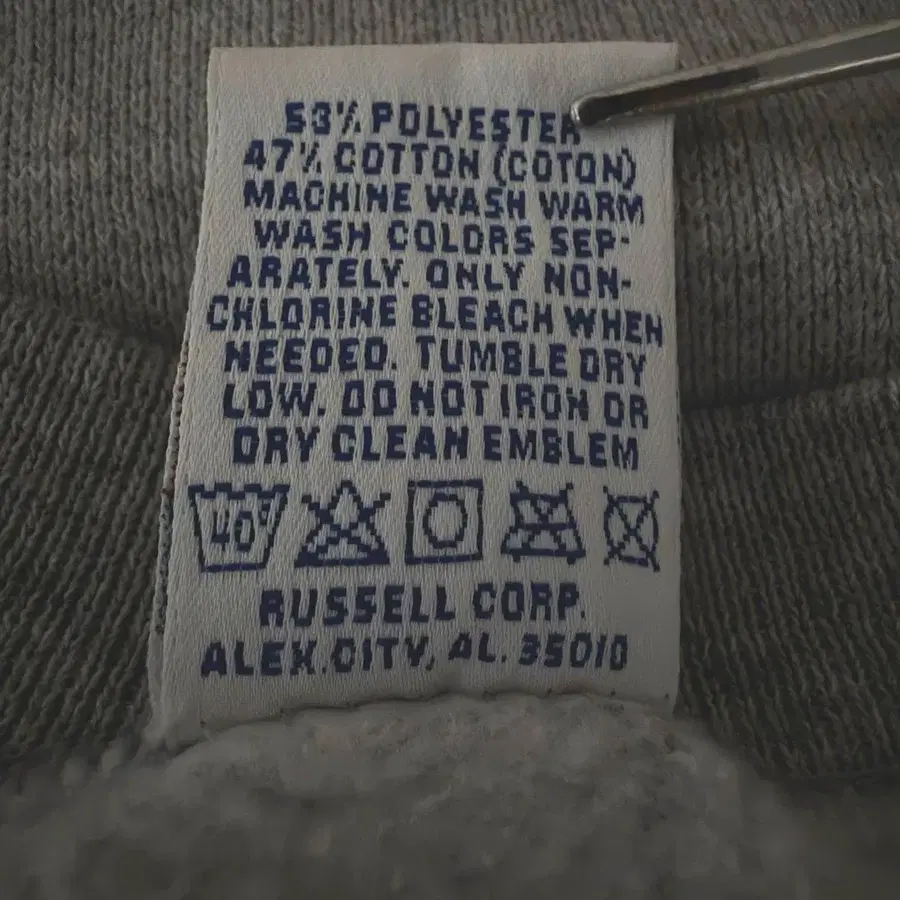 53% POLYESTER
47% COTTON (COTON)
MACHINE WASH WARM
WASH COLORS SEP-
ARATELY. ONLY NON-
CHLORINE BLEACH WHEN
NEEDED. TUMBLE DRY
LOW. DO NOT IRON OR
DRY CLEAN EMBLEM
40°
RUSSELL CORP.
ALEX.CITY, AL. 35010